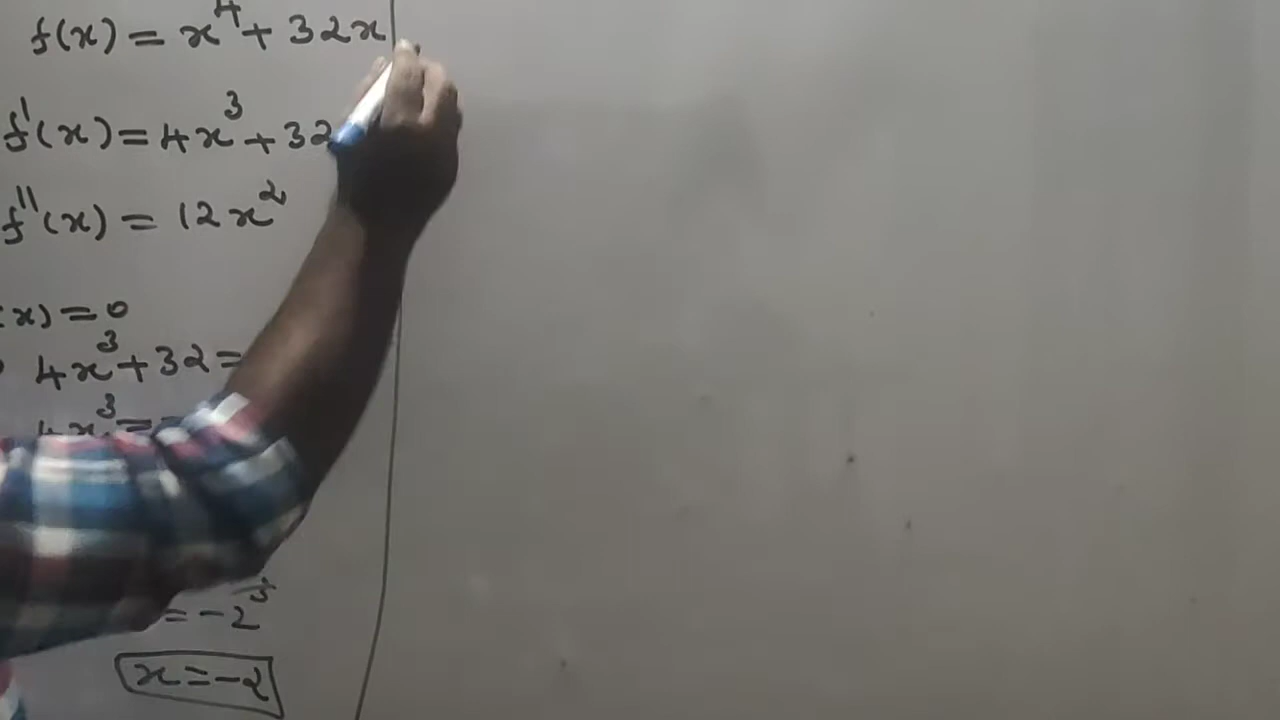 f(x) = x⁴ + 32x
f'(x) = 4x³ + 32
f''(x) = 12x²
(x) = 0
4x³ + 32 =
4x³ =
= -2³
x = -2